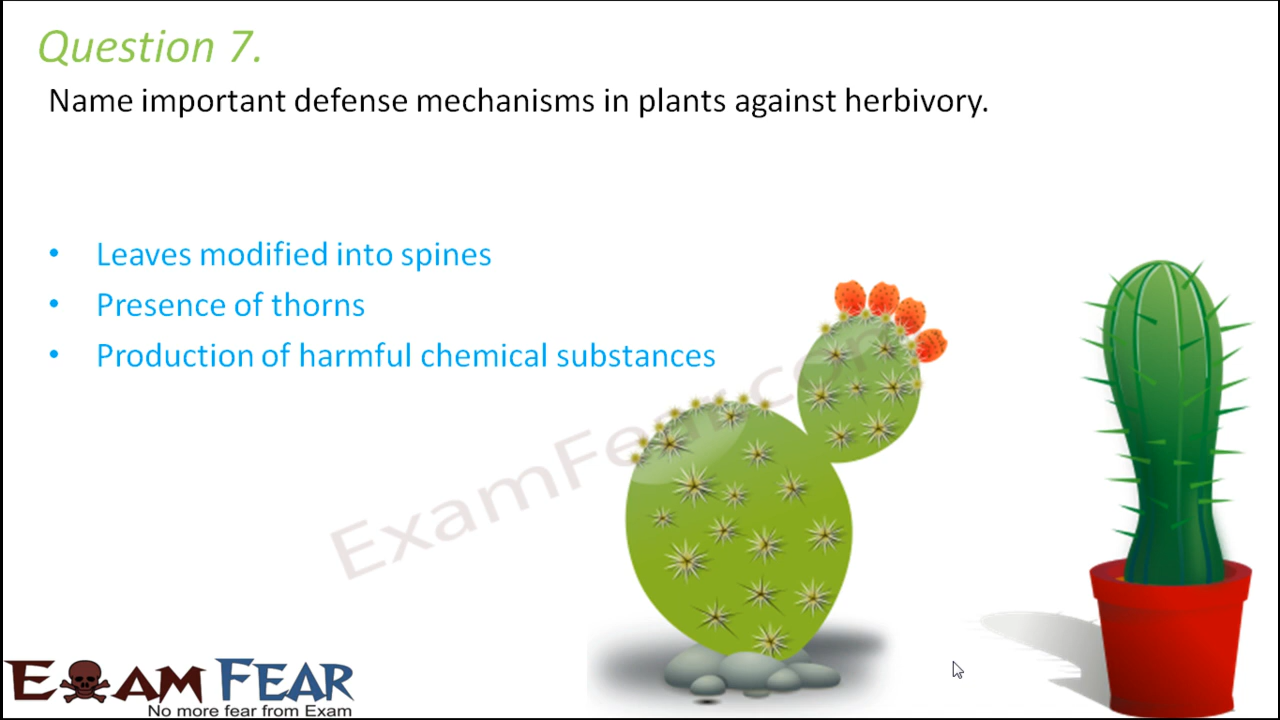 Question 7.
Name important defense mechanisms in plants against herbivory.
• Leaves modified into spines
• Presence of thorns
• Production of harmful chemical substances
ExamFear.com
EXAM FEAR
No more fear from Exam